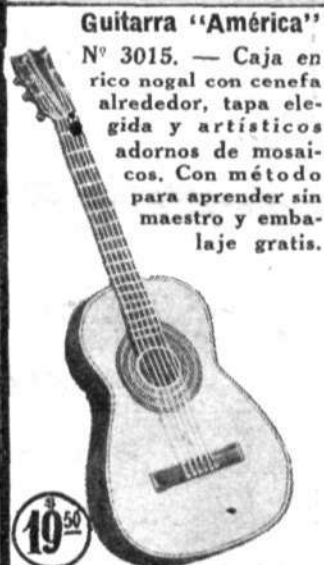 Guitarra “América”
Nº 3015. — Caja en
rico nogal con cenefa
alrededor, tapa ele-
gida y artísticos
adornos de mosai-
cos. Con método
para aprender sin
maestro y emba-
laje gratis.
$ 19 50